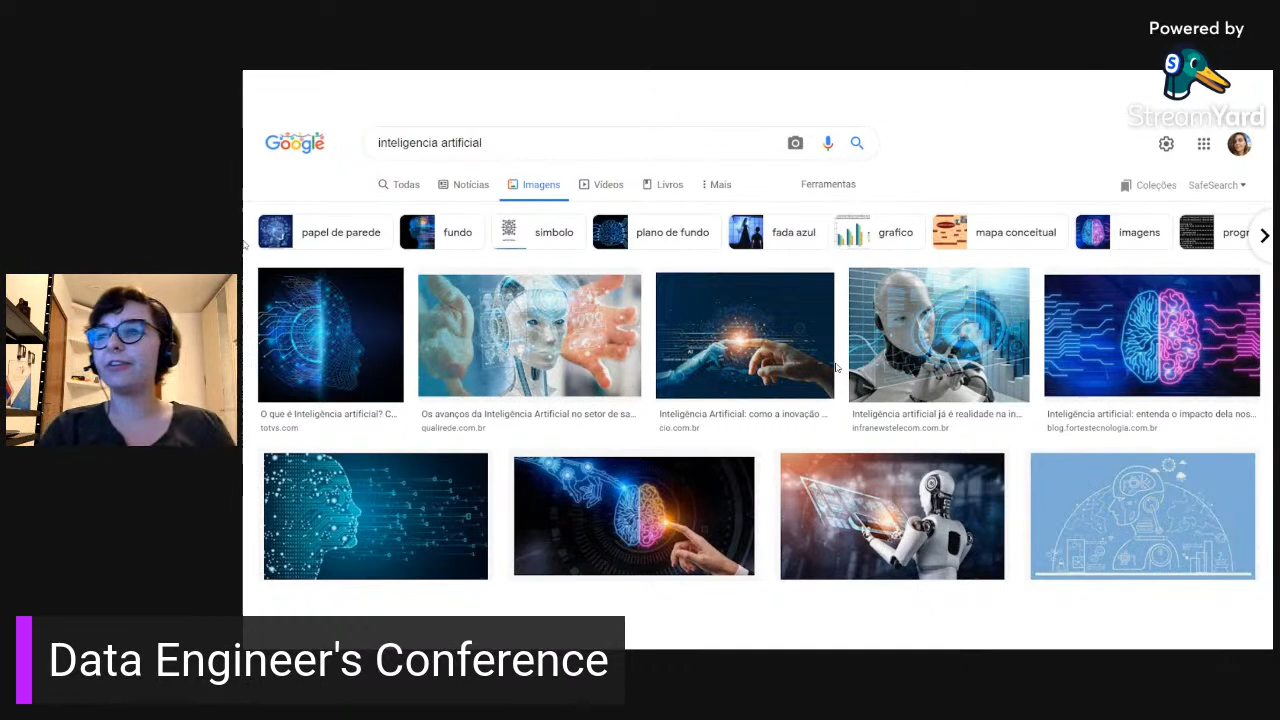 Powered by
StreamYard
Google
inteligencia artificial
Todas
Notícias
Imagens
Vídeos
Livros
Mais
Ferramentas
Coleções
SafeSearch
papel de parede
fundo
simbolo
plano de fundo
fada azul
grafico
mapa conceitual
imagens
progr
O que é Inteligência artificial? C...
Os avanços da Inteligência Artificial no setor de sa...
Inteligência Artificial: como a inovação ...
Inteligência artificial já é realidade na in...
Inteligência artificial: entenda o impacto dela nos...
totvs.com
qualirede.com.br
cio.com.br
infranewstelecom.com.br
blog.fortestecnologia.com.br
Data Engineer's Conference